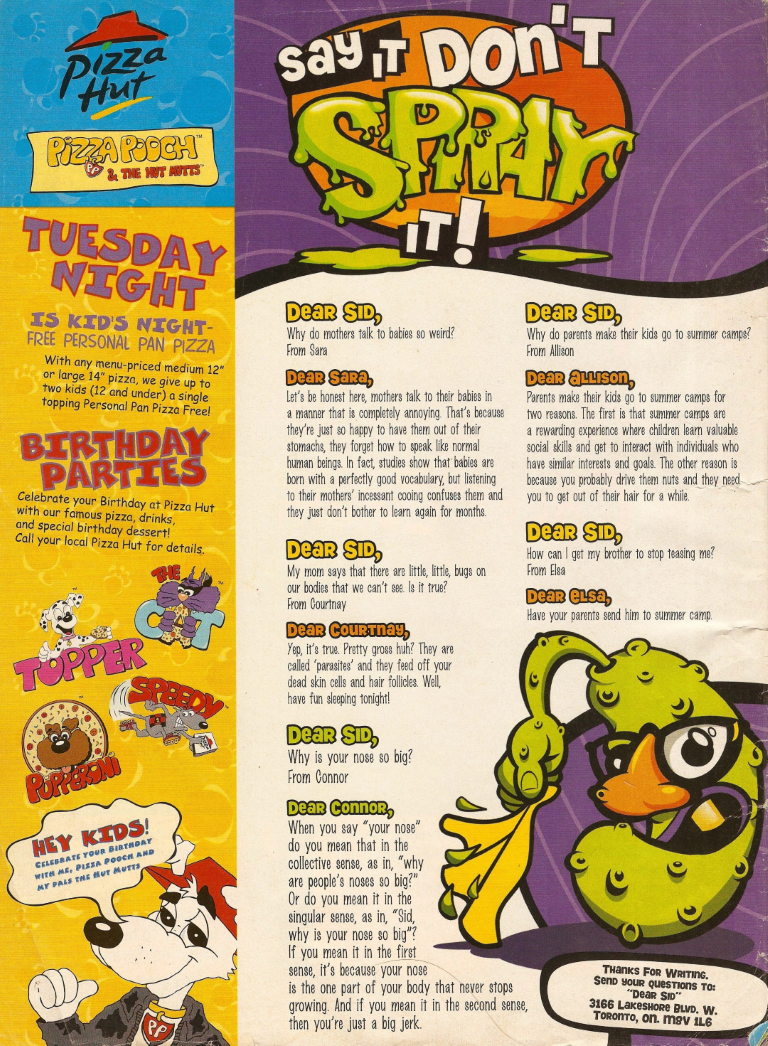 Pizza
Hut
PIZZA POOCH™
PP
& THE HUT MUTTS™
TUESDAY
NIGHT
IS KID'S NIGHT-
FREE PERSONAL PAN PIZZA
With any menu-priced medium 12"
or large 14" pizza, we give up to
two kids (12 and under) a single
topping Personal Pan Pizza Free!
BIRTHDAY
PARTIES
Celebrate your Birthday at Pizza Hut
with our famous pizza, drinks,
and special birthday dessert!
Call your local Pizza Hut for details.
THE
CAT
TOPPER
SPEEDY
PUPPERONI
HEY KIDS!
CELEBRATE YOUR BIRTHDAY
WITH ME, PIZZA POOCH AND
MY PALS THE HUT MUTTS
PP
SAY IT DON'T
SPRAY
IT!
Dear SID,
Why do mothers talk to babies so weird?
From Sara
Dear Sara,
Let's be honest here, mothers talk to their babies in
a manner that is completely annoying. That's because
they're just so happy to have them out of their
stomachs, they forget how to speak like normal
human beings. In fact, studies show that babies are
born with a perfectly good vocabulary, but listening
to their mothers' incessant cooing confuses them and
they just don't bother to learn again for months.
Dear SID,
My mom says that there are little, little, bugs on
our bodies that we can't see. Is it true?
From Courtnay
Dear Courtnay,
Yep, it's true. Pretty gross huh? They are
called 'parasites' and they feed off your
dead skin cells and hair follicles. Well,
have fun sleeping tonight!
Dear SID,
Why is your nose so big?
From Connor
Dear Connor,
When you say "your nose"
do you mean that in the
collective sense, as in, "why
are people's noses so big?"
Or do you mean it in the
singular sense, as in, "Sid,
why is your nose so big"?
If you mean it in the first
sense, it's because your nose
is the one part of your body that never stops
growing. And if you mean it in the second sense,
then you're just a big jerk.
Dear SID,
Why do parents make their kids go to summer camps?
From Allison
Dear Allison,
Parents make their kids go to summer camps for
two reasons. The first is that summer camps are
a rewarding experience where children learn valuable
social skills and get to interact with individuals who
have similar interests and goals. The other reason is
because you probably drive them nuts and they need
you to get out of their hair for a while.
Dear SID,
How can I get my brother to stop teasing me?
From Elsa
Dear Elsa,
Have your parents send him to summer camp.
Thanks For Writing.
Send your questions to:
"Dear Sid"
3166 Lakeshore Blvd. W.
Toronto, ON. M8V 1L6